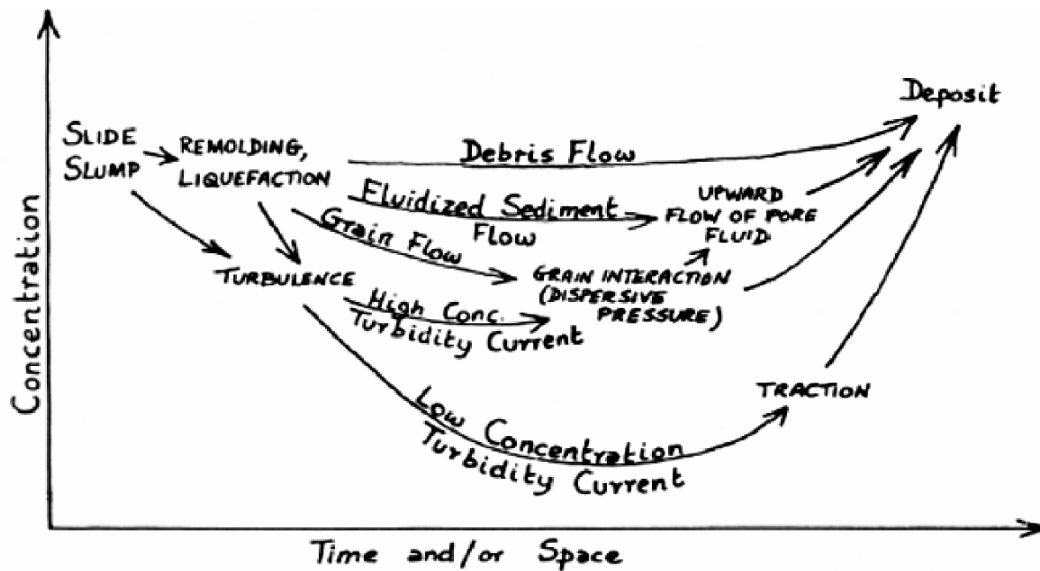 Concentration
SLIDE
SLUMP
REMOLDING,
LIQUEFACTION
Debris Flow
Deposit
Fluidized Sediment
Flow
UPWARD
FLOW OF PORE
FLUID
Grain Flow
TURBULENCE
GRAIN INTERACTION
(DISPERSIVE
PRESSURE)
High Conc.
Turbidity Current
TRACTION
Low Concentration
Turbidity Current
Time and/or Space